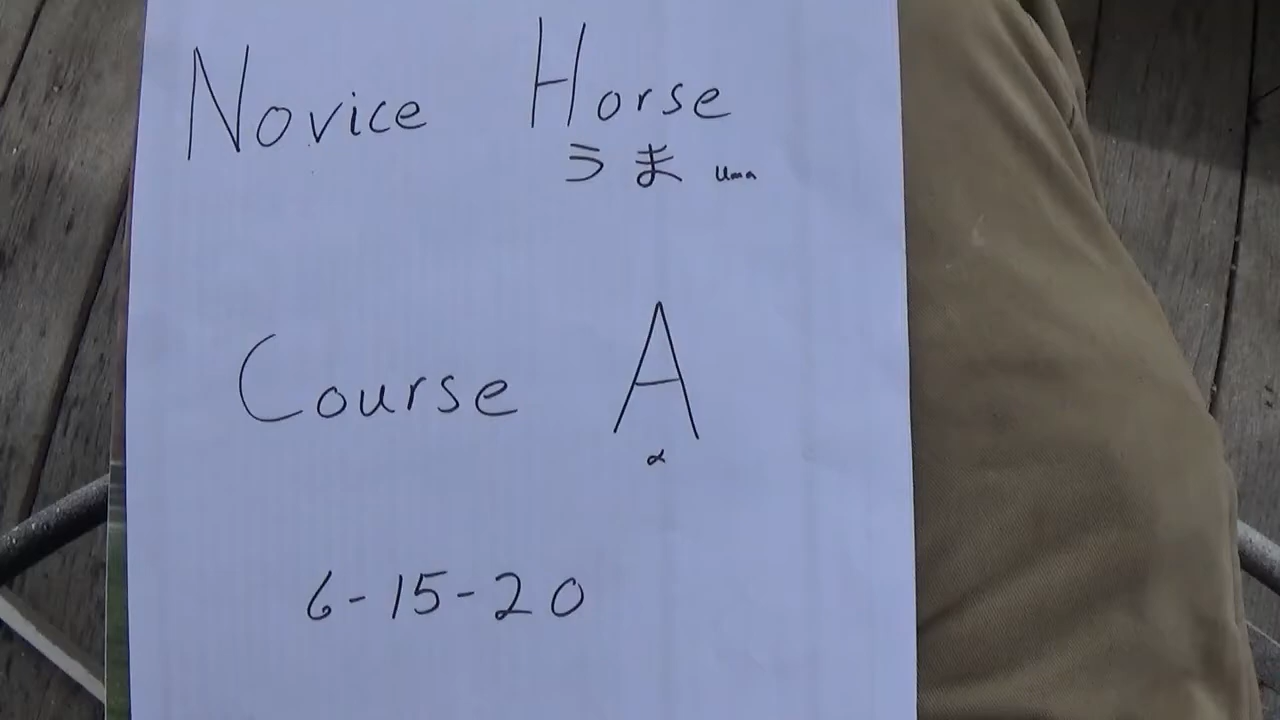 Novice Horse
うま uma
Course A
α
6-15-20